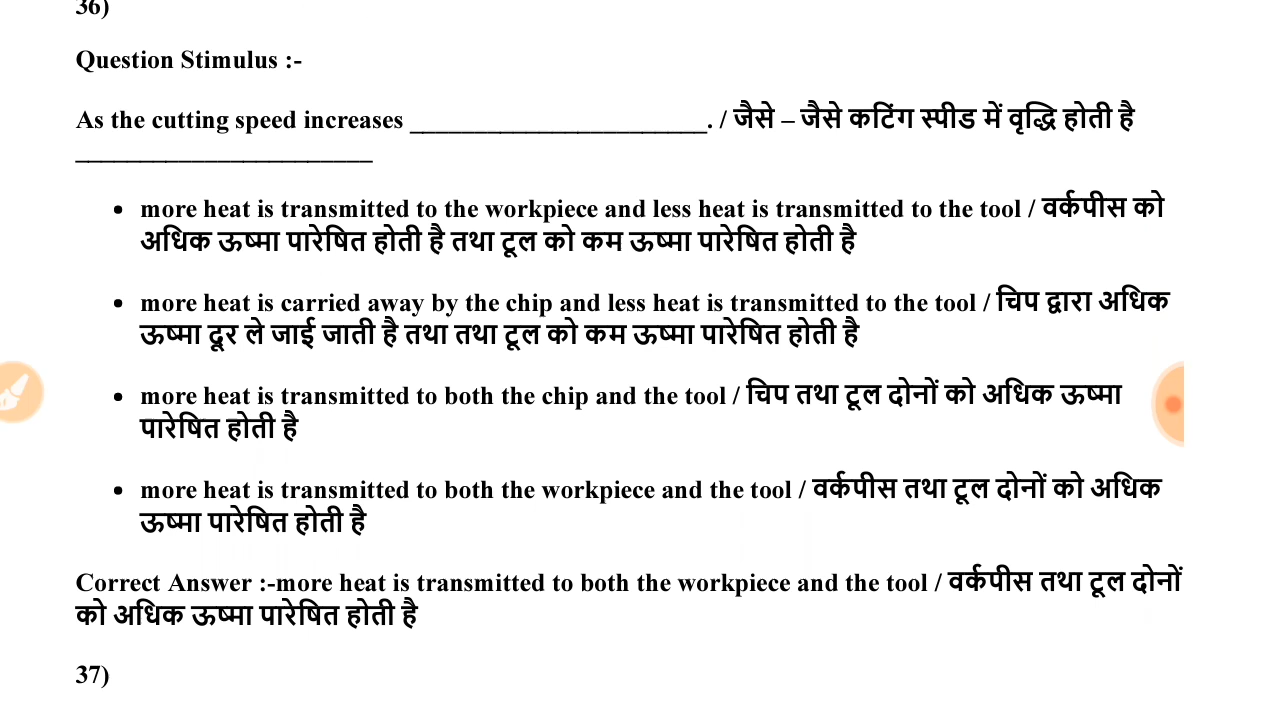 36)
Question Stimulus :-
As the cutting speed increases ______________________. / जैसे – जैसे कटिंग स्पीड में वृद्धि होती है
______________________
• more heat is transmitted to the workpiece and less heat is transmitted to the tool / वर्कपीस को
अधिक ऊष्मा पारेषित होती है तथा टूल को कम ऊष्मा पारेषित होती है
• more heat is carried away by the chip and less heat is transmitted to the tool / चिप द्वारा अधिक
ऊष्मा दूर ले जाई जाती है तथा तथा टूल को कम ऊष्मा पारेषित होती है
• more heat is transmitted to both the chip and the tool / चिप तथा टूल दोनों को अधिक ऊष्मा
पारेषित होती है
• more heat is transmitted to both the workpiece and the tool / वर्कपीस तथा टूल दोनों को अधिक
ऊष्मा पारेषित होती है
Correct Answer :-more heat is transmitted to both the workpiece and the tool / वर्कपीस तथा टूल दोनों
को अधिक ऊष्मा पारेषित होती है
37)